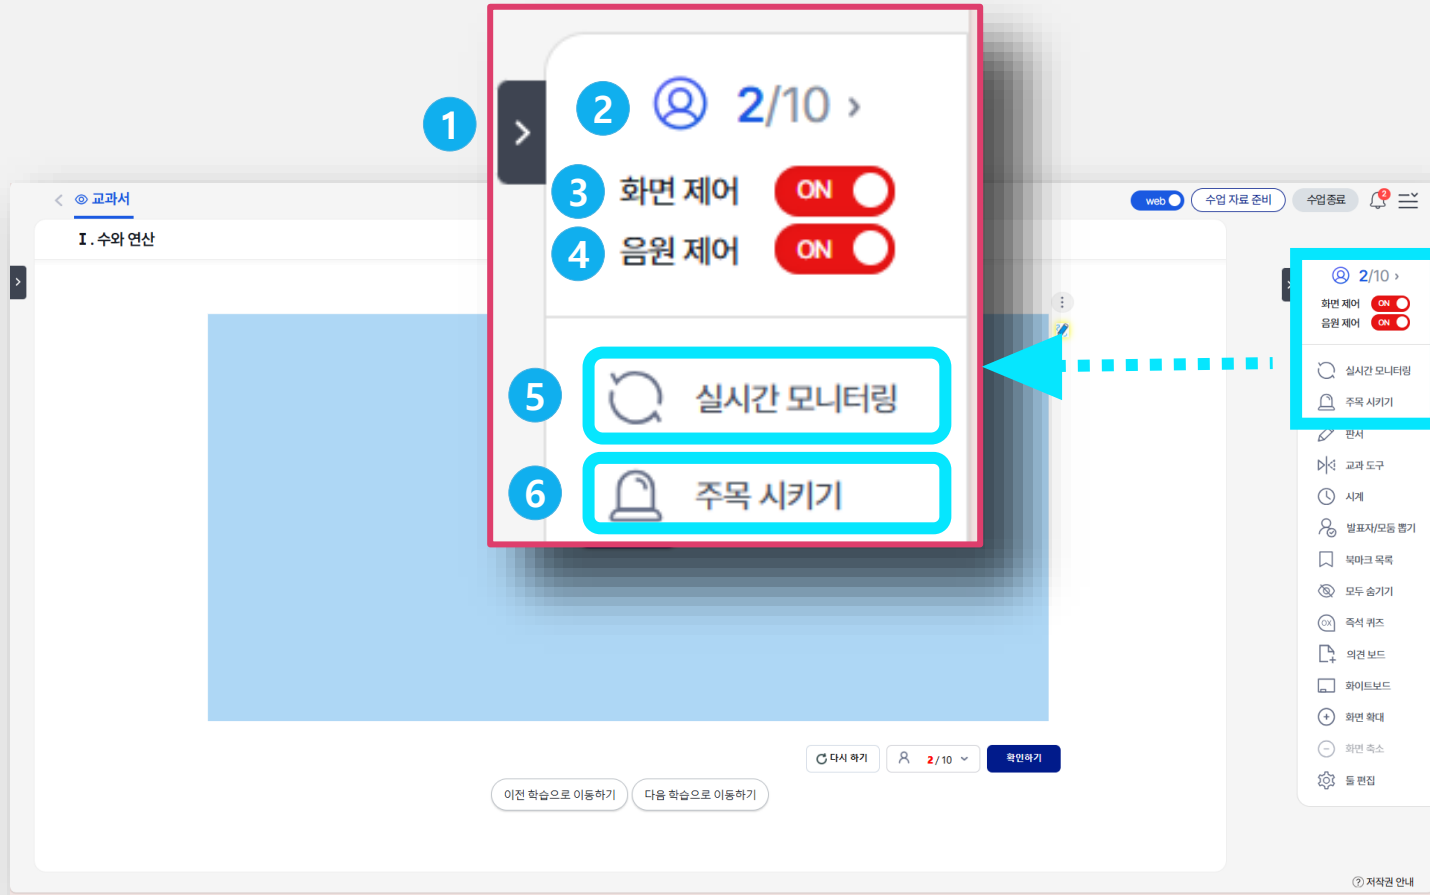 1
2
2/10 >
3
화면 제어
ON
4
음원 제어
ON
5
실시간 모니터링
6
주목 시키기
교과서
web
수업 자료 준비
수업종료
2
Ⅰ. 수와 연산
2/10 >
화면 제어 ON
음원 제어 ON
실시간 모니터링
주목 시키기
판서
교과 도구
시계
발표자/모둠 뽑기
북마크 목록
모두 숨기기
OX 즉석 퀴즈
의견 보드
화이트보드
화면 확대
화면 축소
툴 편집
다시 하기
2/10
확인하기
이전 학습으로 이동하기
다음 학습으로 이동하기
? 저작권 안내